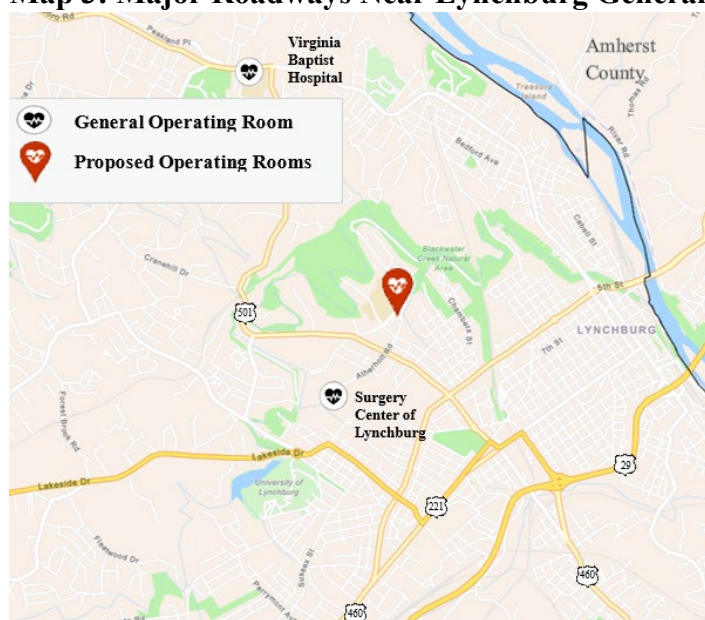 Map 3: Major Roadways Near Lynchburg General
Peakland Pl
Virginia
Baptist
Hospital
Amherst
County
Treasure
Island
Thomas Rd
River Rd
General Operating Room
Proposed Operating Rooms
Bedford Ave
Cabell St
Blackwater
Creek Natural
Area
Cranehill Dr
5th St
501
Chambers St
LYNCHBURG
7th St
Atherholt Rd
Surgery
Center of
Lynchburg
Forest Brook Rd
Lakeside Dr
Lakeside Dr
29
University of
Lynchburg
221
Fleetwood Dr
Sussex St
460
Perrymont Ave
460